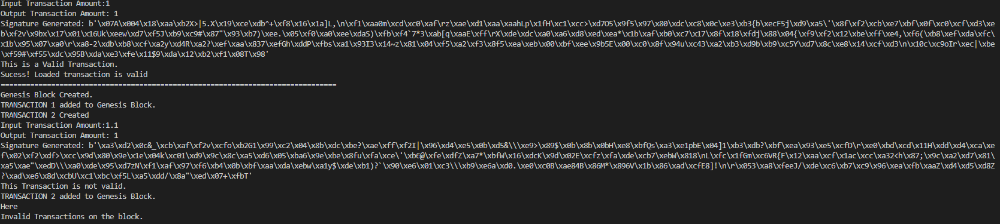 Input Transaction Amount:1
Output Transaction Amount: 1
Signature Generated: b'\x07A\x004\x18\xaa\xb2X>|5.X\x19\xce\xdb^+\xf8\x16\x1a]L,\n\xf1\xaa0m\xcd\xc0\xaf\rz\xae\xd1\xaa\xaahLp\x1fH\xc1\xcc>\xd7O5\x9f5\x97\x80\xdc\xc8\x0c\xe3\xb3{b\xecF5j\xd9\xa5\'\x8f\xf2\xcb\xe7\xbf\x0f\xc0\xcf\xd3\xe
b\xf2v\x9bx\x17\x01\x16Uk\xeew\xd7\xf5J\xb9\xc9#\x87"\x93\xb7)\xee.\x05\xf0\xa0\xee\xdaS)\xfb\xf4`7*3\xab[q\xaaE\xff\rX\xde\xdc\xa0\xa6\xd8\xed\xea*\x1b\xaf\xb0\xc7\x17\x8f\x18\xfdj\x88\x04{\xf9\xf2\x12\xbe\xff\xe4,\xf6(\xb8\xef\xda\xfc\
x1b\x95\x07\xa0\r\xa8-2\xdb\xb8\xcf\xa2y\xd4R\xa2?\xef\xaa\x837\xefGh\xddP\xfbs\xa1\x93I3\x14~z\x81\x04\xf5\xa2\xf3\x8f5\xea\xeb\x00\xbf\xee\x9b5E\x00\xc0\x8f\x94u\xc43\xa2\xb3\xd9b\xb9\xc5Y\xd7\x8c\xe8\x14\xcf\xd3\n\x10c\xc9oIr\xec|\xbe
\xf59#\xf55\xdc\x95B\xda\xe3\xfe\x11$9\xda\x12\xb2\xf1\x08T\x98'
This is a Valid Transaction.
Sucess! Loaded transaction is valid
================================================================================
Genesis Block Created.
TRANSACTION 1 added to Genesis Block.
TRANSACTION 2 Created
Input Transaction Amount:1.1
Output Transaction Amount: 1
Signature Generated: b'\xa3\xd2\x0c&_\xcb\xaf\xf2v\xcfo\xb2G1\x99\xc2\x04\x8b\xdc\xbe?\xae\xff\xf2I|\x96\xd4\xe5\x0b\xd5&\\\xe9>\x89$\x0b\x8b\x0bH\xe8\xbfQs\xa3\xe1pbE\x04]1\xb3\xdb?\xbf\xea\x93\xe5\xcfD\r\xe0\xbd\xcd\x11H\xdd\xd4\xca\xe
f\x02\xf2\xdf>\xcc\x9d\x80\x9e\x1e\x04k\xc01\xd9\x9c\x8c\xa5\xd6\x05\xba6\x9e\xbe\x8fu\xfa\xce\'\xb6@\xfe\xdfZ\xa7*\xbfW\x16\xdcK\x9d\x02E\xcfz\xfa\xde\xcb7\xebW\x818\nL\xfc\x1fGm\xc6VR{F\x12\xaa\xcf\x1ac\xcc\xa32<h\x87;\x9c\xa2\xd7\x81\
xa5\xae"\xedD\\\xa0\xde\x95\xd7zN\xf1\xaf\x97\xf6\xb4\x0b\xbf\xaa\xda\xebw\xa1y$\xde\xb1)?`\x90\xe6\x01\xc3\\\xb9\xe6a\xd0.\xe0\xc0B\xae84B\x86M*\x896V\x1b\x86\xad\xcfE8]!\n\r\x053\xa8\xfeeJ/\xde\xc6\xb7\xc9\x96\xea\xfb\xaaZ\xd4\xd5\xd8Z
?\xad\xe6\x8d\xcbU\xc1\xbc\xf5L\xa5\xdd/\x8a"\xed\x07+\xfbT'
This Transaction is not valid.
TRANSACTION 2 added to Genesis Block.
Here
Invalid Transactions on the block.